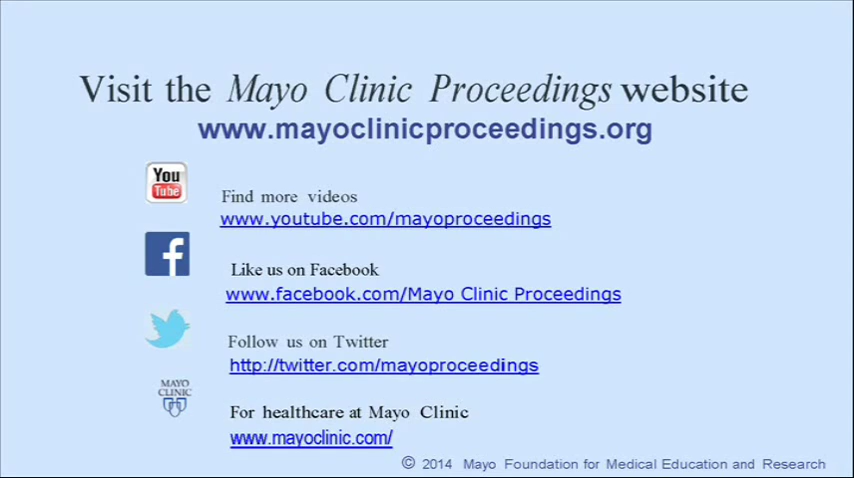 Visit the Mayo Clinic Proceedings website
www.mayoclinicproceedings.org
You
Tube
Find more videos
www.youtube.com/mayoproceedings
f
Like us on Facebook
www.facebook.com/Mayo Clinic Proceedings
Follow us on Twitter
http://twitter.com/mayoproceedings
MAYO
CLINIC
For healthcare at Mayo Clinic
www.mayoclinic.com/
© 2014 Mayo Foundation for Medical Education and Research